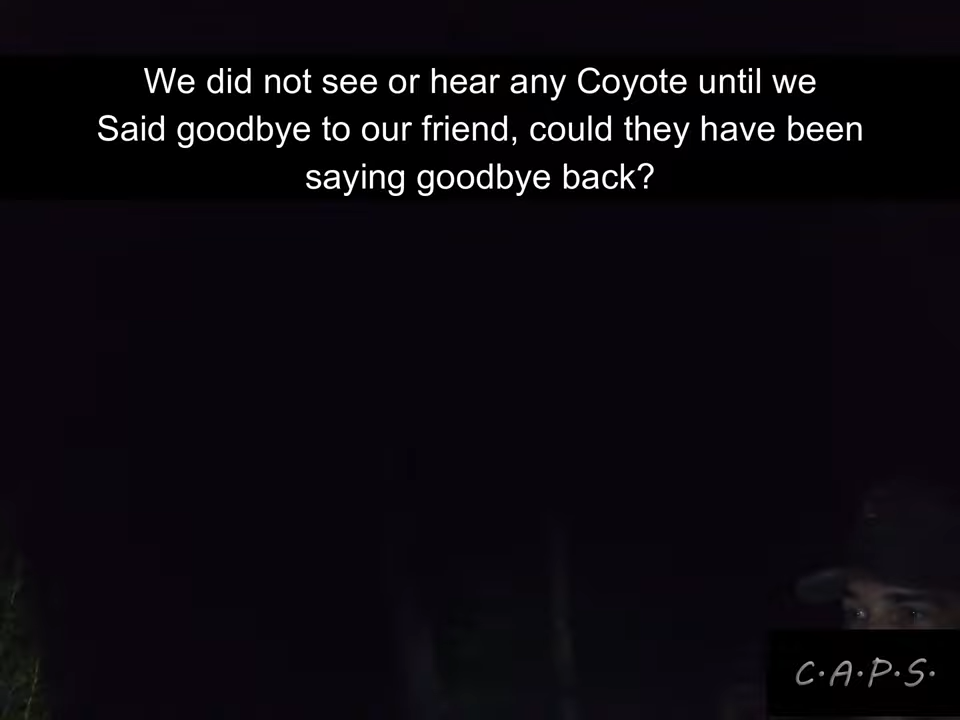 We did not see or hear any Coyote until we
Said goodbye to our friend, could they have been
saying goodbye back?
C.A.P.S.